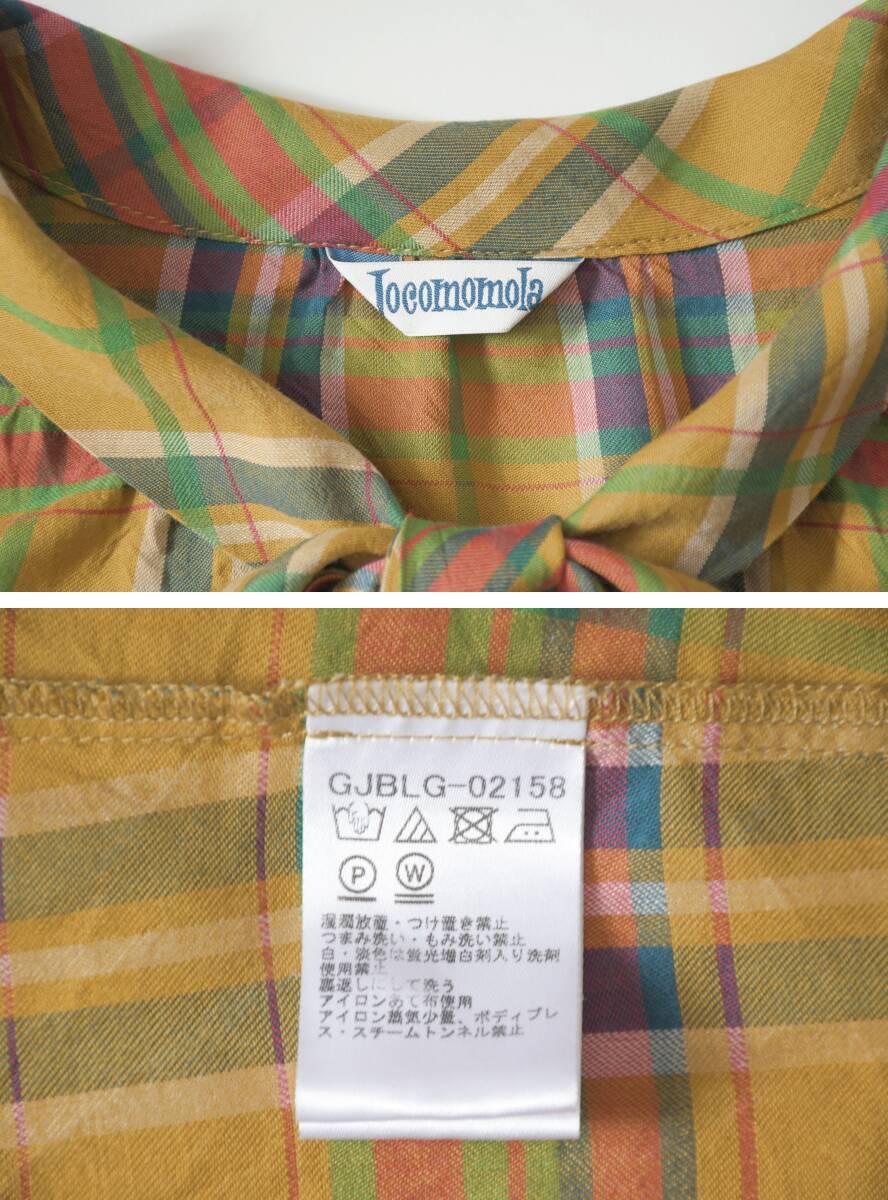 Jocomomola
GJBLG-02158
P W
湿潤放置・つけ置き禁止
つまみ洗い・もみ洗い禁止
白・淡色は蛍光増白剤入り洗剤
使用禁止
裏返しにして洗う
アイロンあて布使用
アイロン蒸気少量、ボディプレ
ス・スチームトンネル禁止